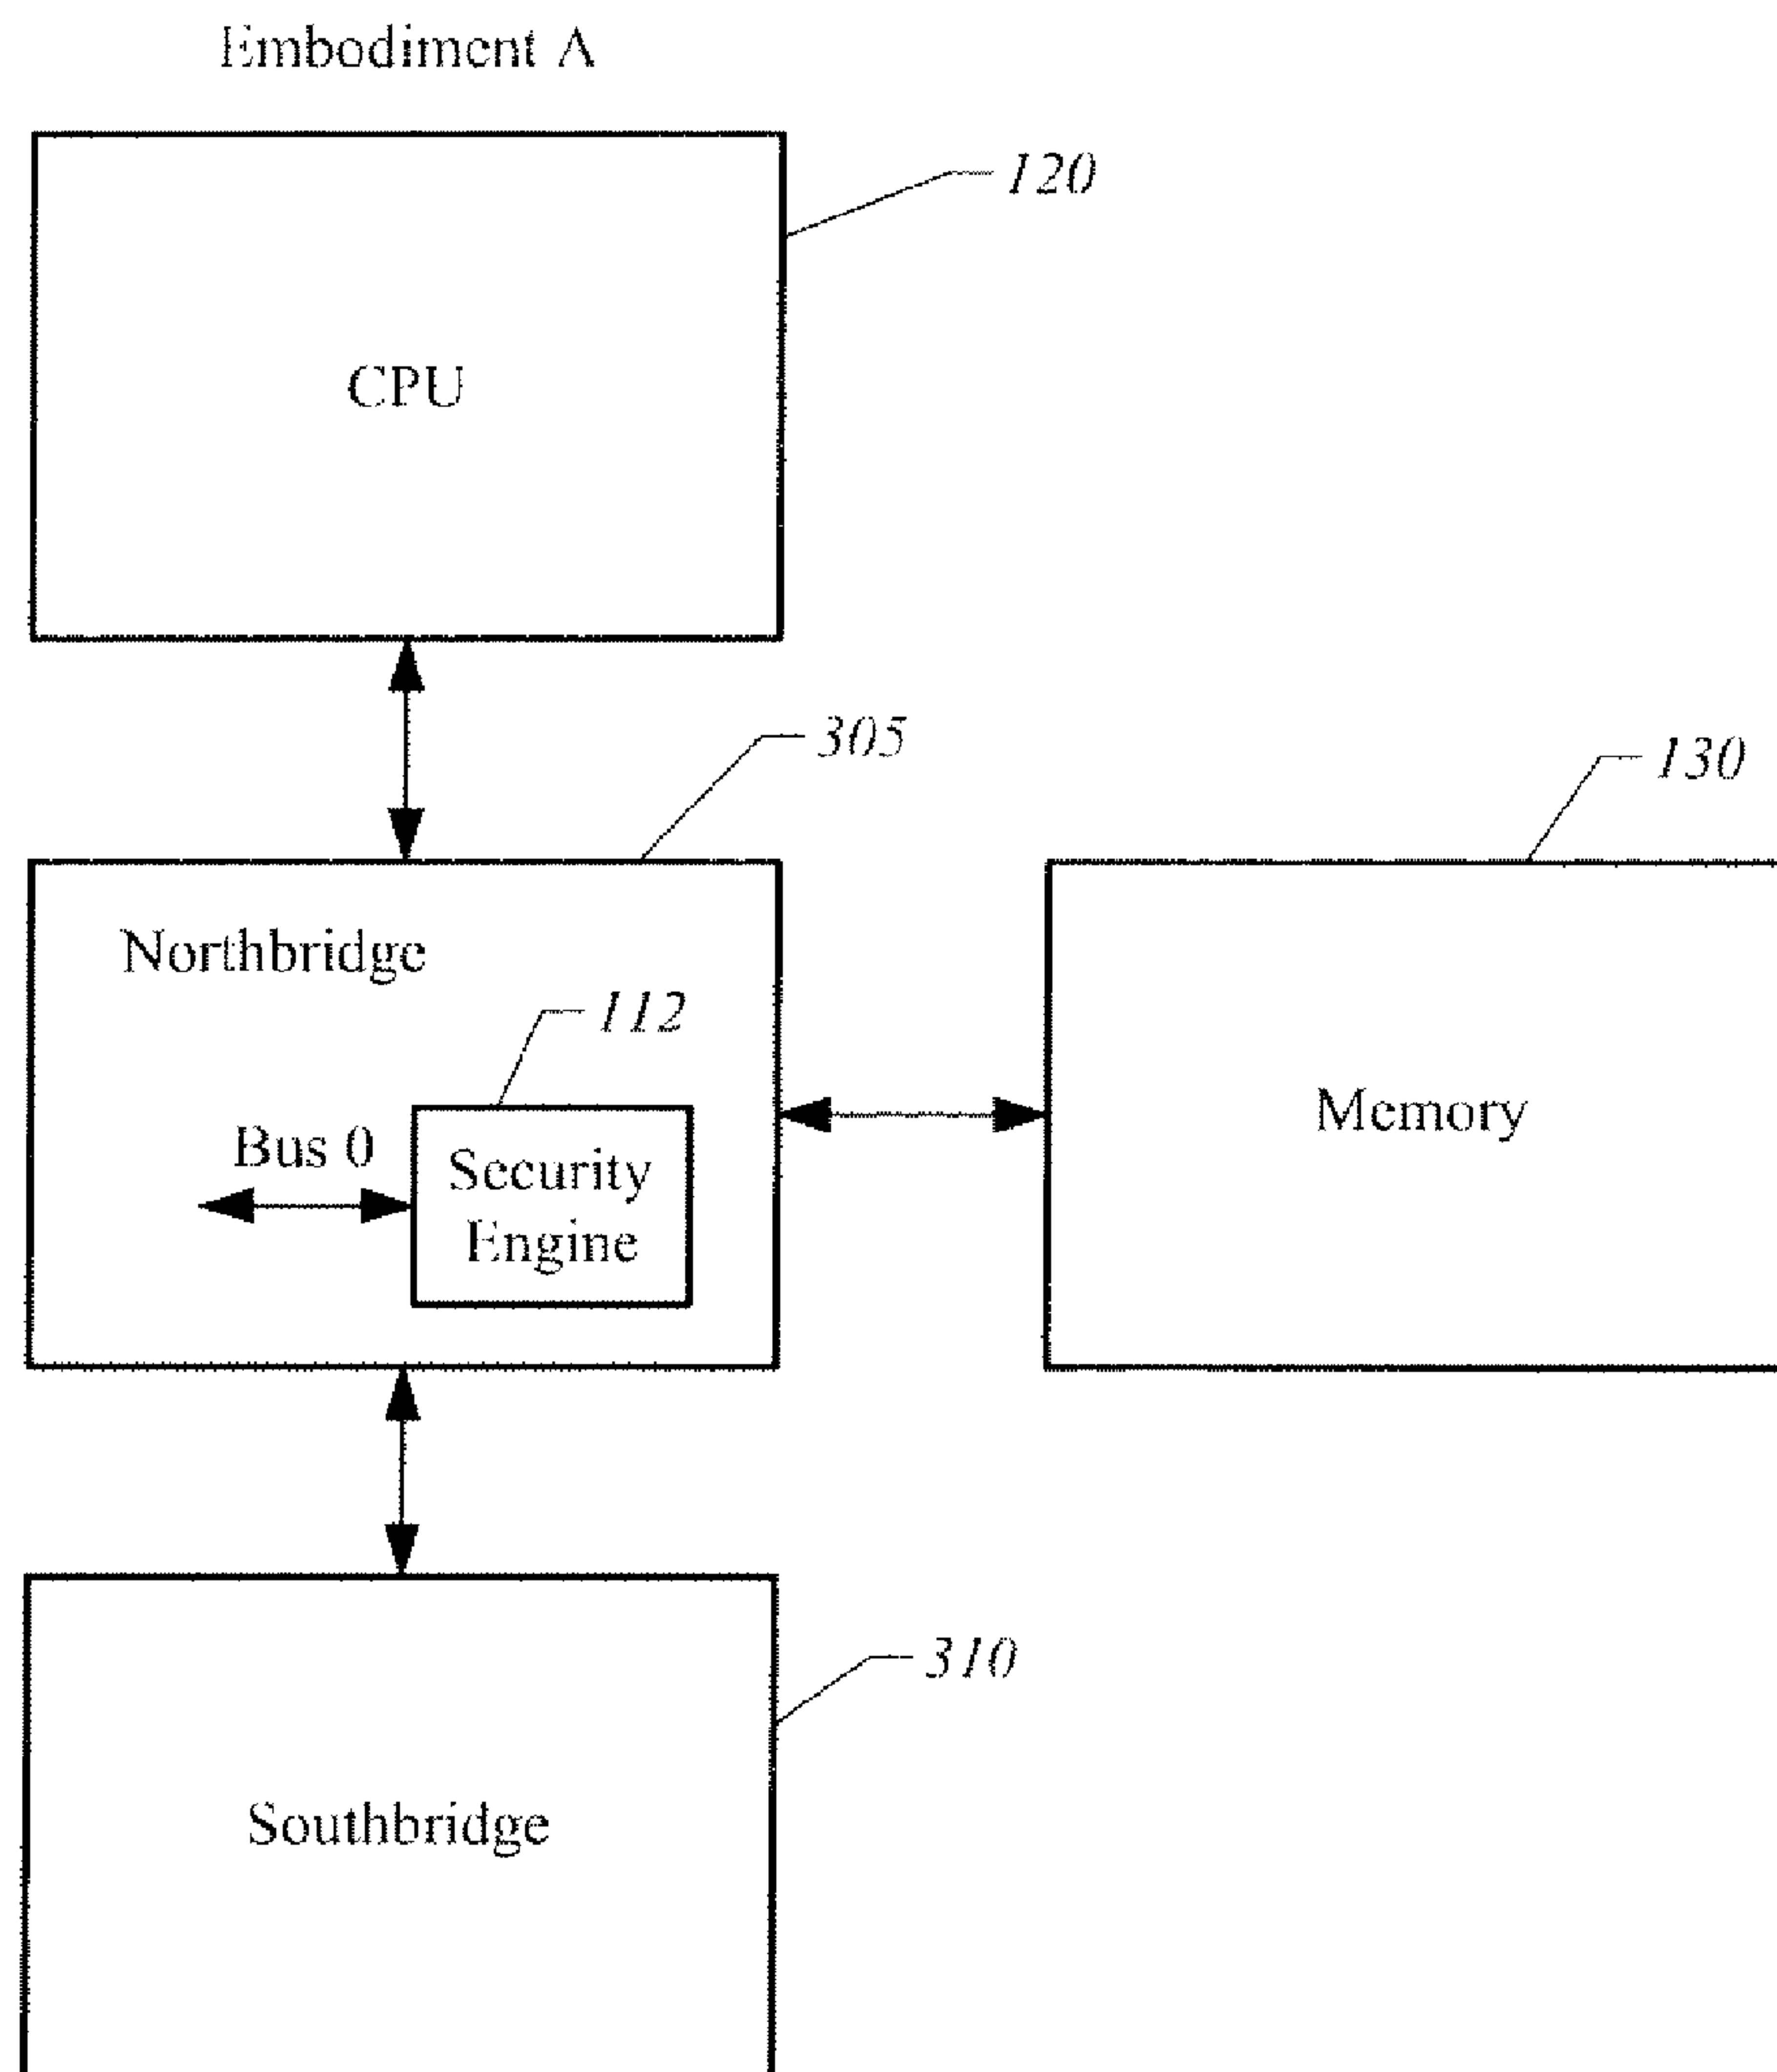 Embodiment A
120
CPU
305
130
Northbridge
112
Memory
Bus 0
Security
Engine
310
Southbridge